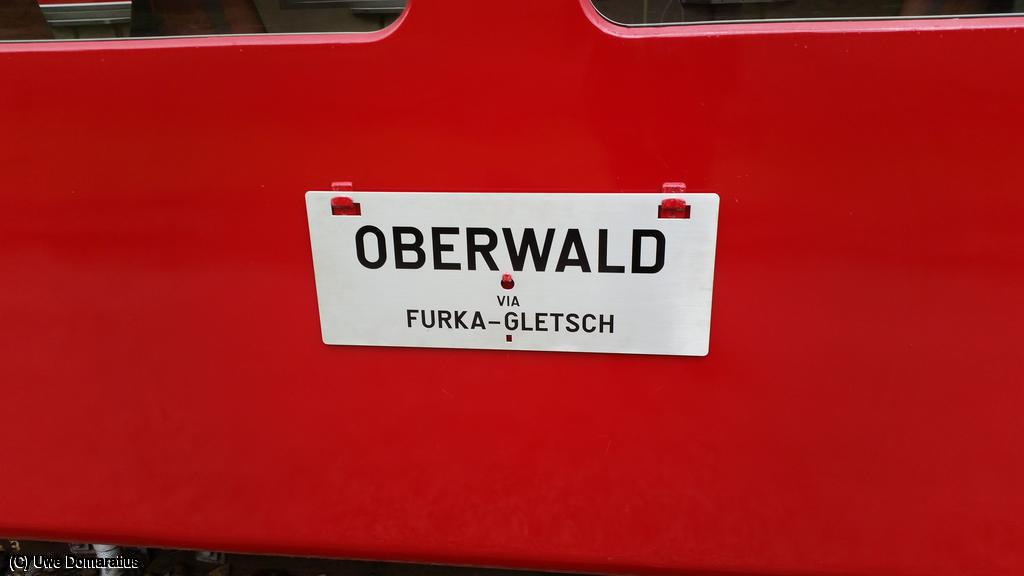 OBERWALD
VIA
FURKA-GLETSCH
(C) Uwe Domaratius